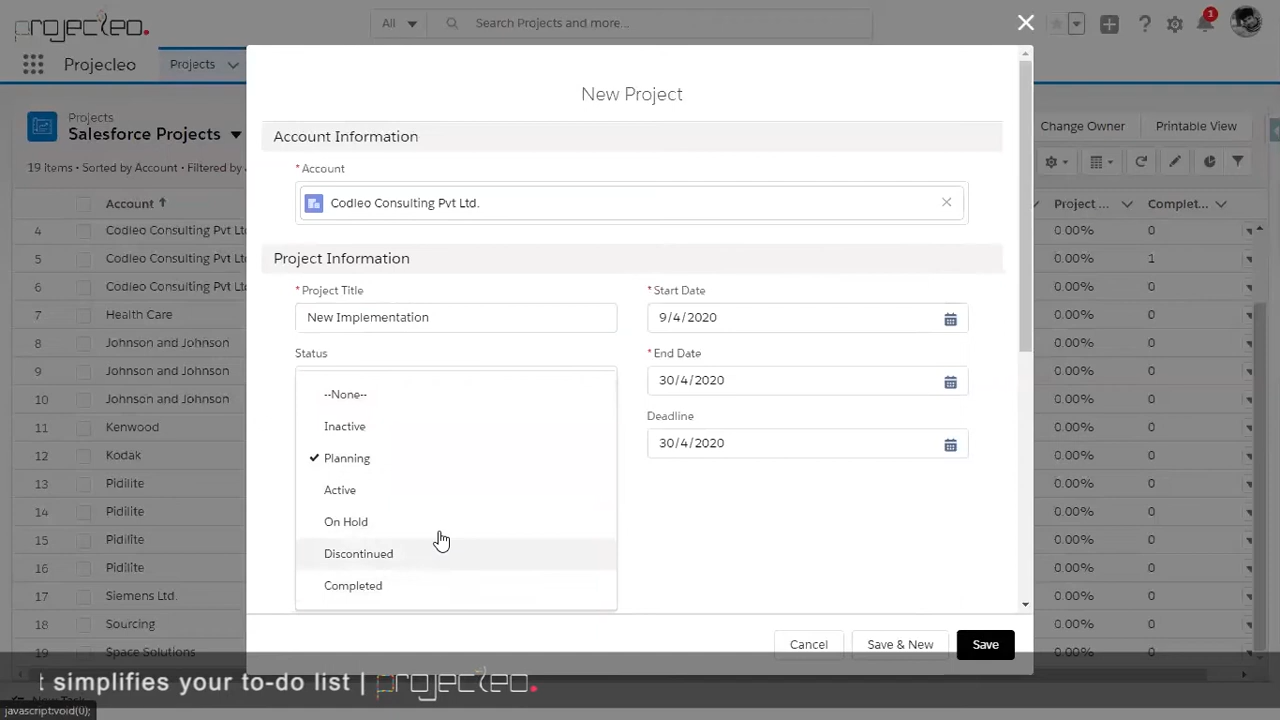 projecleo.
All
Search Projects and more...
1
Projecleo
Projects
Projects
Salesforce Projects
19 items • Sorted by Account • Filtered by
Change Owner
Printable View
Account
Project ...
Complet...
4 Codleo Consulting Pvt Lt 0.00% 0
5 Codleo Consulting Pvt Lt 0.00% 1
6 Codleo Consulting Pvt Lt 0.00% 0
7 Health Care 0.00% 0
8 Johnson and Johnson 0.00% 0
9 Johnson and Johnson 0.00% 0
10 Johnson and Johnson 0.00% 0
11 Kenwood 0.00% 0
12 Kodak 0.00% 0
13 Pidilite 0.00% 0
14 Pidilite 0.00% 0
15 Pidilite 0.00% 0
16 Pidilite 0.00% 0
17 Siemens Ltd. 0.00% 0
18 Sourcing 0.00% 0
19 Space Solutions 0.00% 0
New Project
Account Information
* Account
Codleo Consulting Pvt Ltd.
Project Information
* Project Title
New Implementation
* Start Date
9/4/2020
Status
* End Date
30/4/2020
Deadline
30/4/2020
--None--
Inactive
Planning
Active
On Hold
Discontinued
Completed
Cancel
Save & New
Save
t simplifies your to-do list | projecleo.
New Task
javascript:void(0);